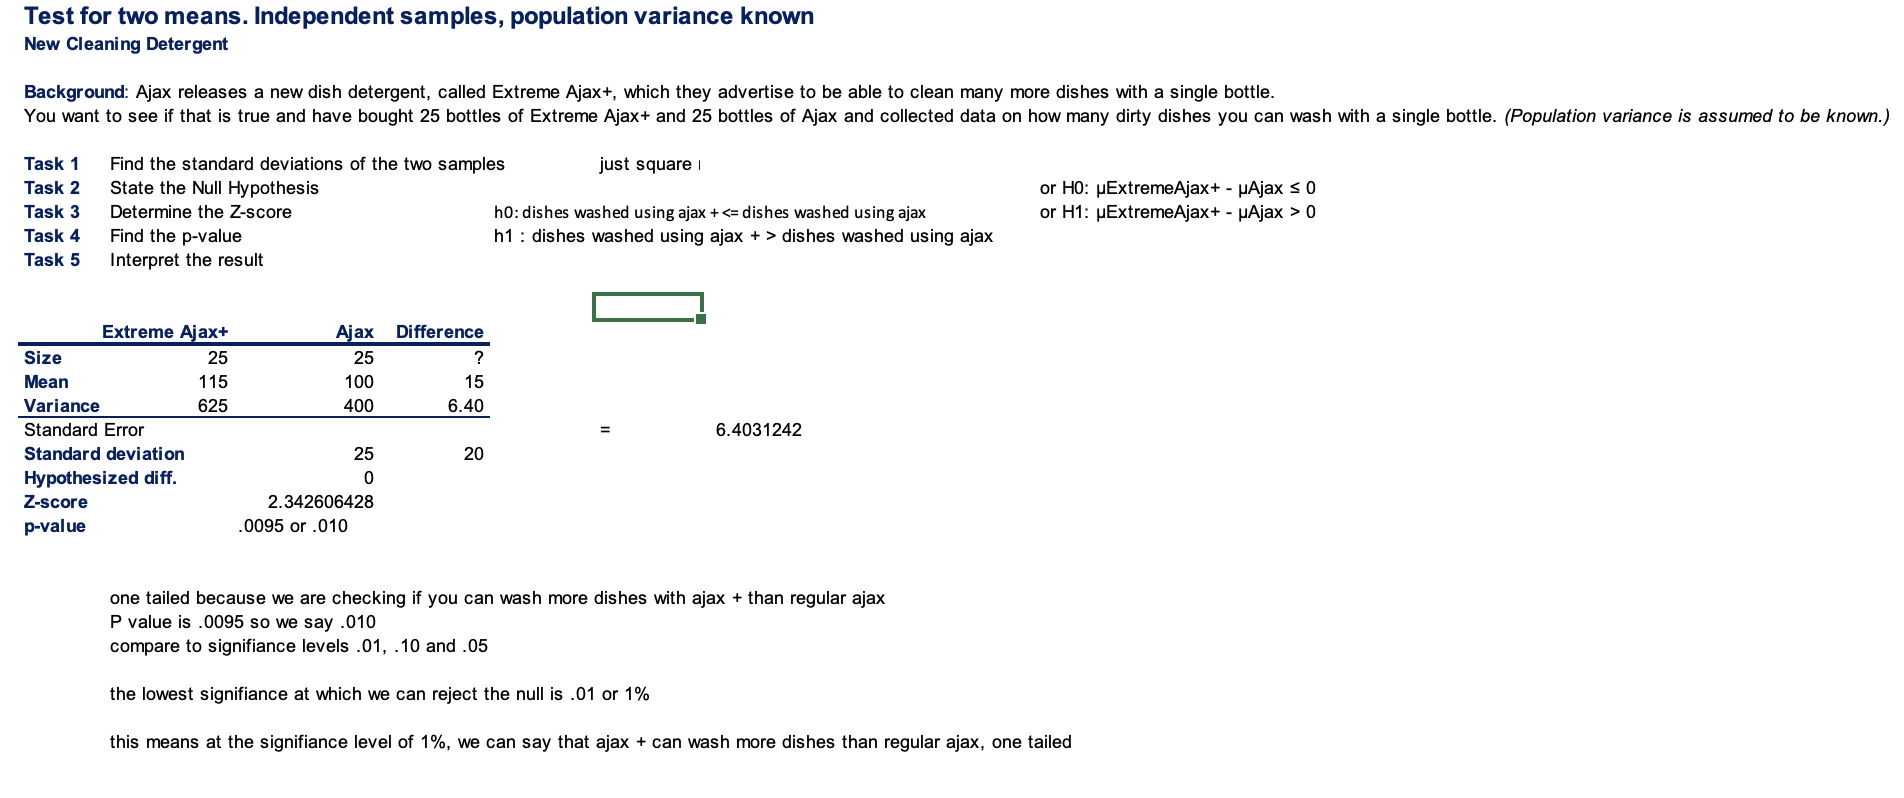 Test for two means. Independent samples, population variance known
New Cleaning Detergent
Background: Ajax releases a new dish detergent, called Extreme Ajax+, which they advertise to be able to clean many more dishes with a single bottle.
You want to see if that is true and have bought 25 bottles of Extreme Ajax+ and 25 bottles of Ajax and collected data on how many dirty dishes you can wash with a single bottle. (Population variance is assumed to be known.)
Task 1 Find the standard deviations of the two samples just square
Task 2 State the Null Hypothesis or H0: μExtremeAjax+ - μAjax ≤ 0
Task 3 Determine the Z-score h0: dishes washed using ajax + <= dishes washed using ajax or H1: μExtremeAjax+ - μAjax > 0
Task 4 Find the p-value h1 : dishes washed using ajax + > dishes washed using ajax
Task 5 Interpret the result
Extreme Ajax+ Ajax Difference
Size 25 25 ?
Mean 115 100 15
Variance 625 400 6.40
Standard Error = 6.4031242
Standard deviation 25 20
Hypothesized diff. 0
Z-score 2.342606428
p-value .0095 or .010
one tailed because we are checking if you can wash more dishes with ajax + than regular ajax
P value is .0095 so we say .010
compare to signifiance levels .01, .10 and .05
the lowest signifiance at which we can reject the null is .01 or 1%
this means at the signifiance level of 1%, we can say that ajax + can wash more dishes than regular ajax, one tailed